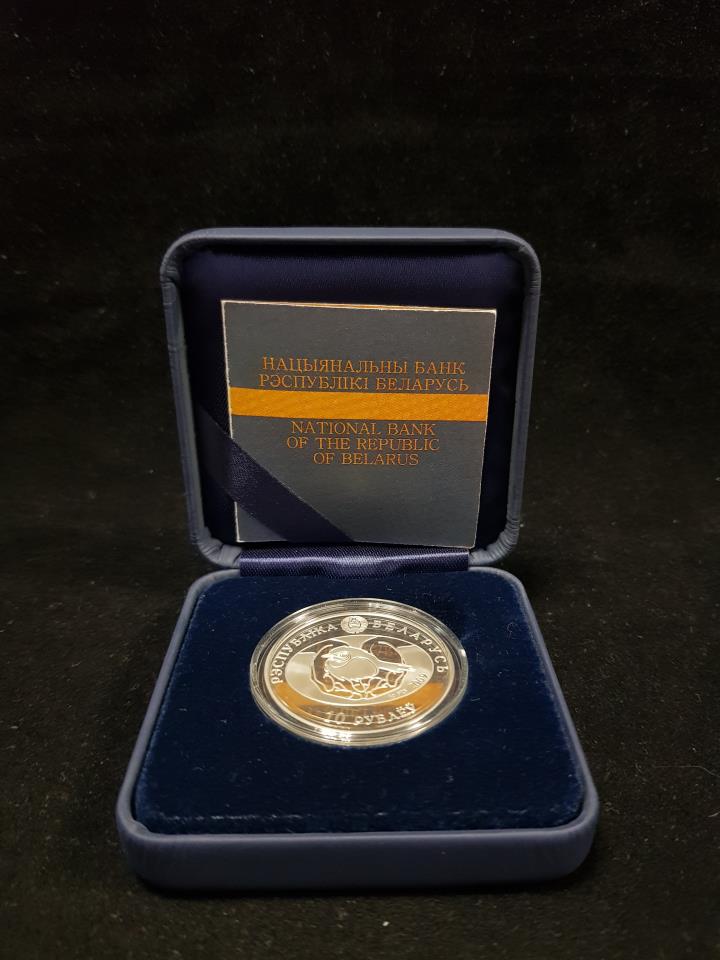 НАЦЫЯНАЛЬНЫ БАНК
РЭСПУБЛІКІ БЕЛАРУСЬ
NATIONAL BANK
OF THE REPUBLIC
OF BELARUS
РЭСПУБЛІКА БЕЛАРУСЬ
10 РУБЛЁЎ